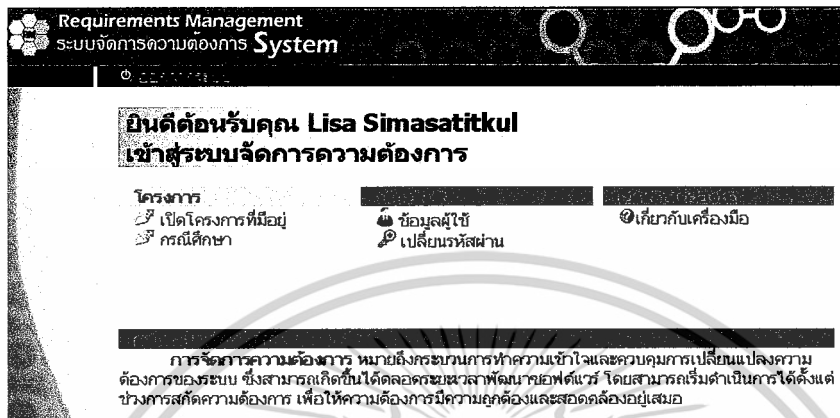 Requirements Management
ระบบจัดการความต้องการ System
ยินดีต้อนรับคุณ Lisa Simasatitkul
เข้าสู่ระบบจัดการความต้องการ
โครงการ
เปิดโครงการที่มีอยู่
กรณีศึกษา
ข้อมูลผู้ใช้
เปลี่ยนรหัสผ่าน
เกี่ยวกับเครื่องมือ
การจัดการความต้องการ หมายถึงกระบวนการทำความเข้าใจและควบคุมการเปลี่ยนแปลงความ
ต้องการของระบบ ซึ่งสามารถเกิดขึ้นได้ตลอดระยะเวลาพัฒนาซอฟต์แวร์ โดยสามารถเริ่มดำเนินการได้ตั้งแต่
ช่วงการสกัดความต้องการ เพื่อให้ความต้องการมีความถูกต้องและสอดคล้องอยู่เสมอ